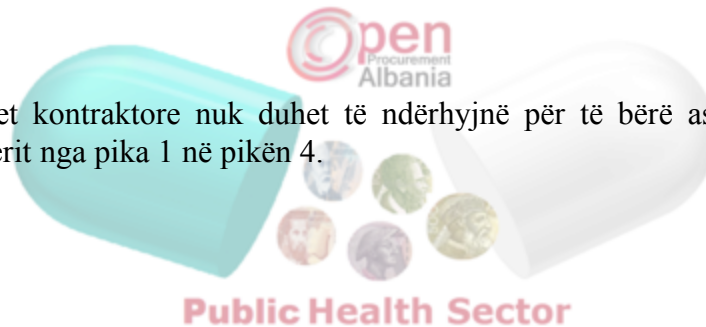 Open
Procurement
Albania
et kontraktore nuk duhet të ndërhyjnë për të bërë as
erit nga pika 1 në pikën 4.
Public Health Sector